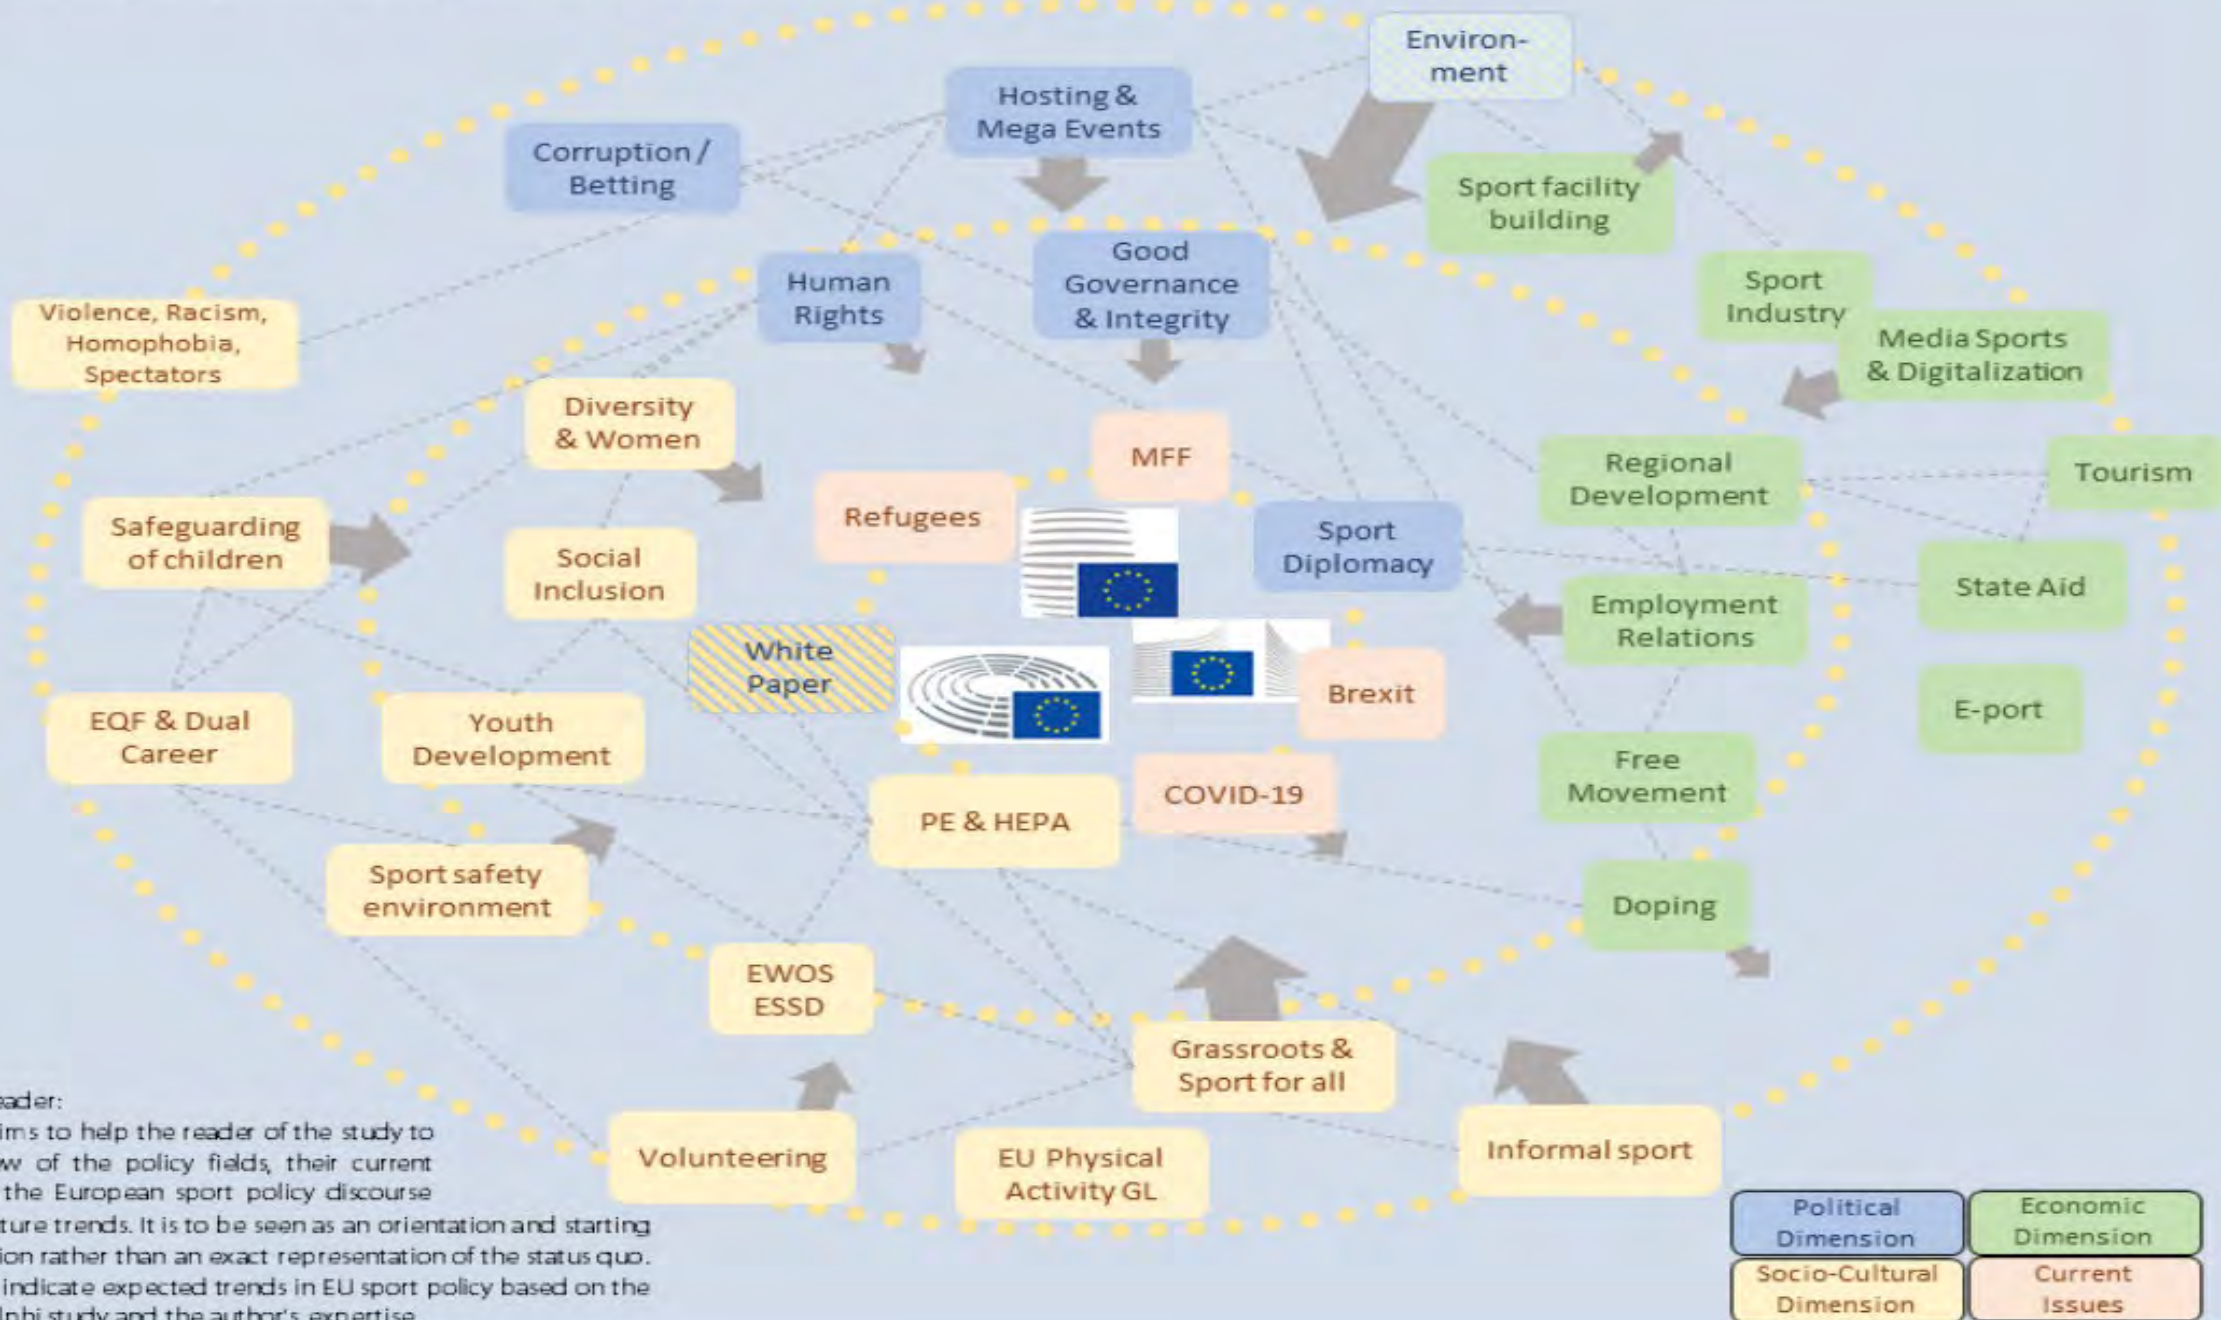 Environ-
ment
Hosting &
Mega Events
Corruption /
Betting
Sport facility
building
Good
Governance
& Integrity
Human
Rights
Sport
Industry
Violence, Racism,
Homophobia,
Spectators
Media Sports
& Digitalization
Diversity
& Women
MFF
Regional
Development
Tourism
Refugees
Safeguarding
of children
Social
Inclusion
Sport
Diplomacy
State Aid
Employment
Relations
White
Paper
Brexit
E-port
EQF & Dual
Career
Youth
Development
Free
Movement
COVID-19
PE & HEPA
Sport safety
environment
Doping
EWOS
ESSD
Grassroots &
Sport for all
Volunteering
EU Physical
Activity GL
Informal sport
eader:
ims to help the reader of the study to
w of the policy fields, their current
the European sport policy discourse
ture trends. It is to be seen as an orientation and starting
ion rather than an exact representation of the status quo.
indicate expected trends in EU sport policy based on the
lphi study and the author's expertise
Political
Dimension
Economic
Dimension
Socio-Cultural
Dimension
Current
Issues